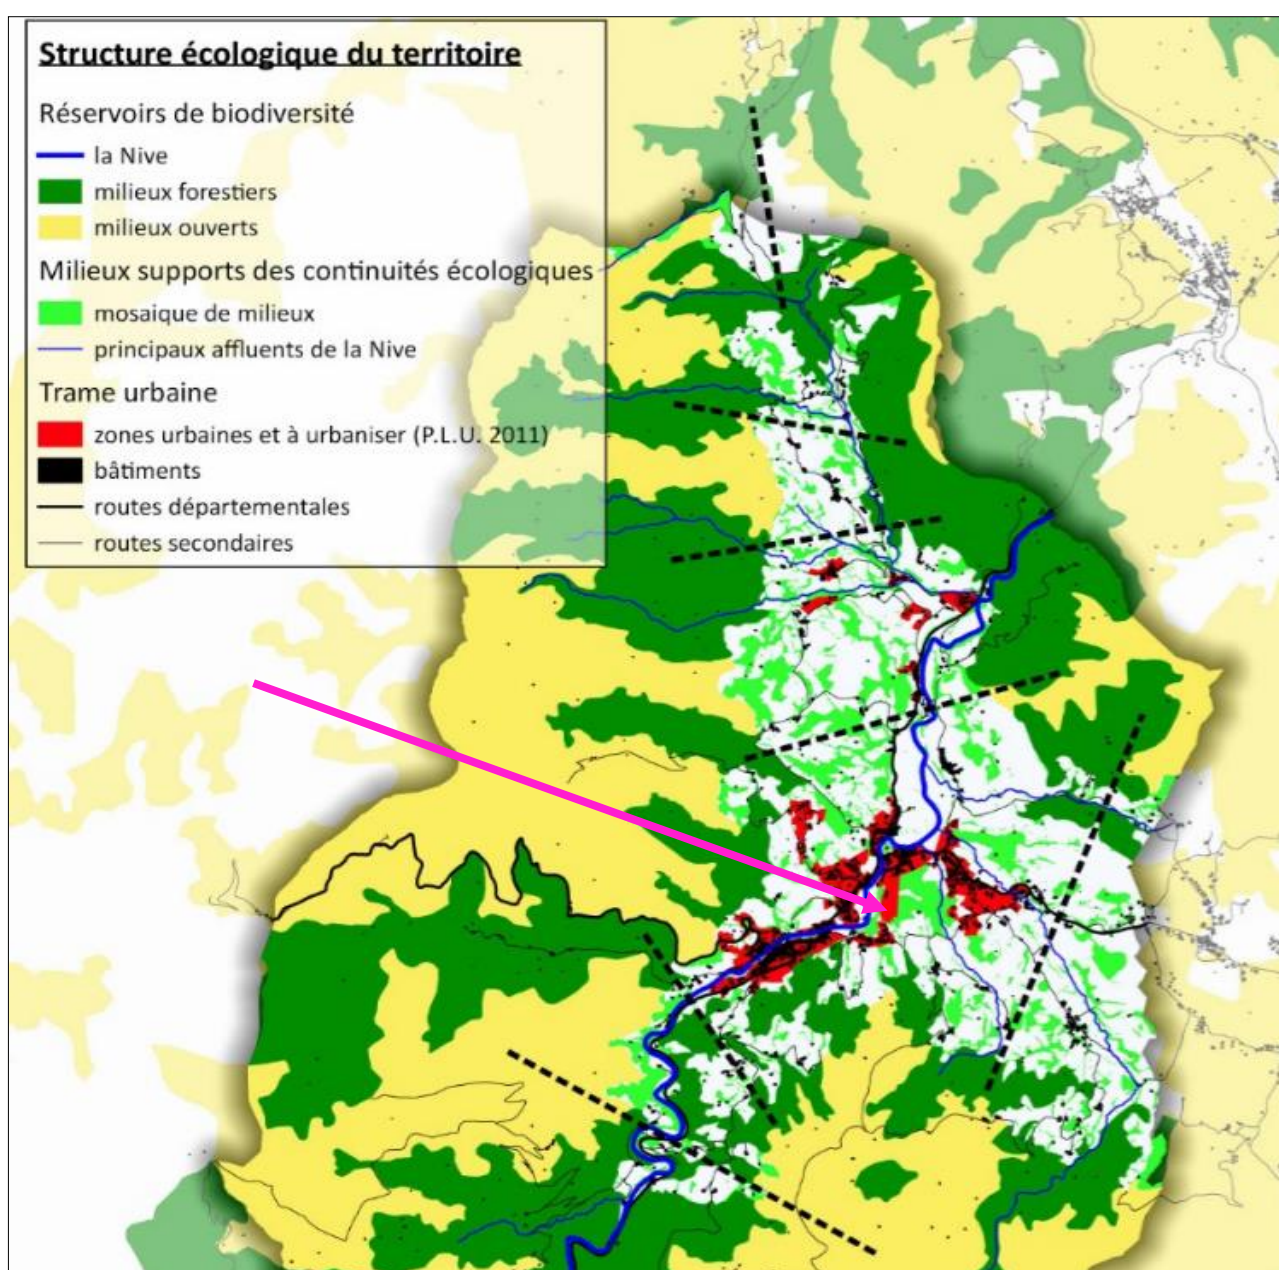 Structure écologique du territoire
Réservoirs de biodiversité
la Nive
milieux forestiers
milieux ouverts
Milieux supports des continuités écologiques
mosaique de milieux
principaux affluents de la Nive
Trame urbaine
zones urbaines et à urbaniser (P.L.U. 2011)
bâtiments
routes départementales
routes secondaires